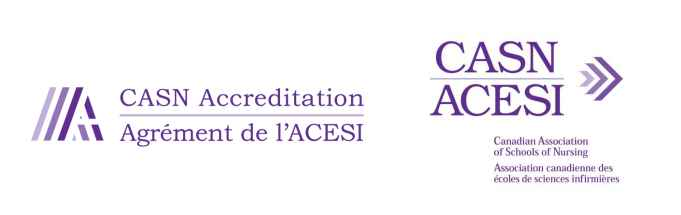 CASN Accreditation
Agrément de l'ACESI
CASN
ACESI
Canadian Association
of Schools of Nursing
Association canadienne des
écoles de sciences infirmières